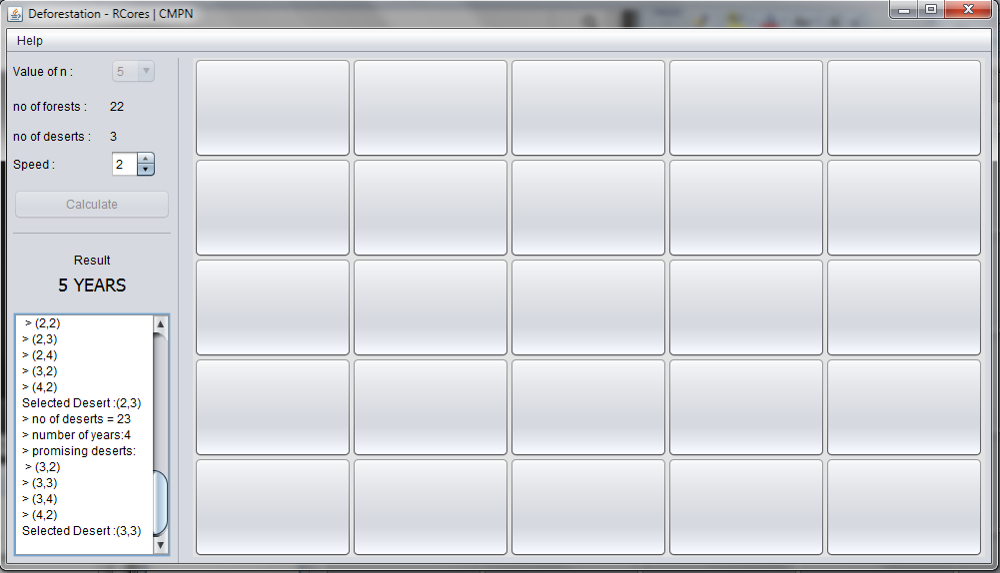 Deforestation - RCores | CMPN
Help
Value of n :
5
no of forests :
22
no of deserts :
3
Speed :
2
Calculate
Result
5 YEARS
> (2,2)
> (2,3)
> (2,4)
> (3,2)
> (4,2)
Selected Desert :(2,3)
> no of deserts = 23
> number of years:4
> promising deserts:
> (3,2)
> (3,3)
> (3,4)
> (4,2)
Selected Desert :(3,3)